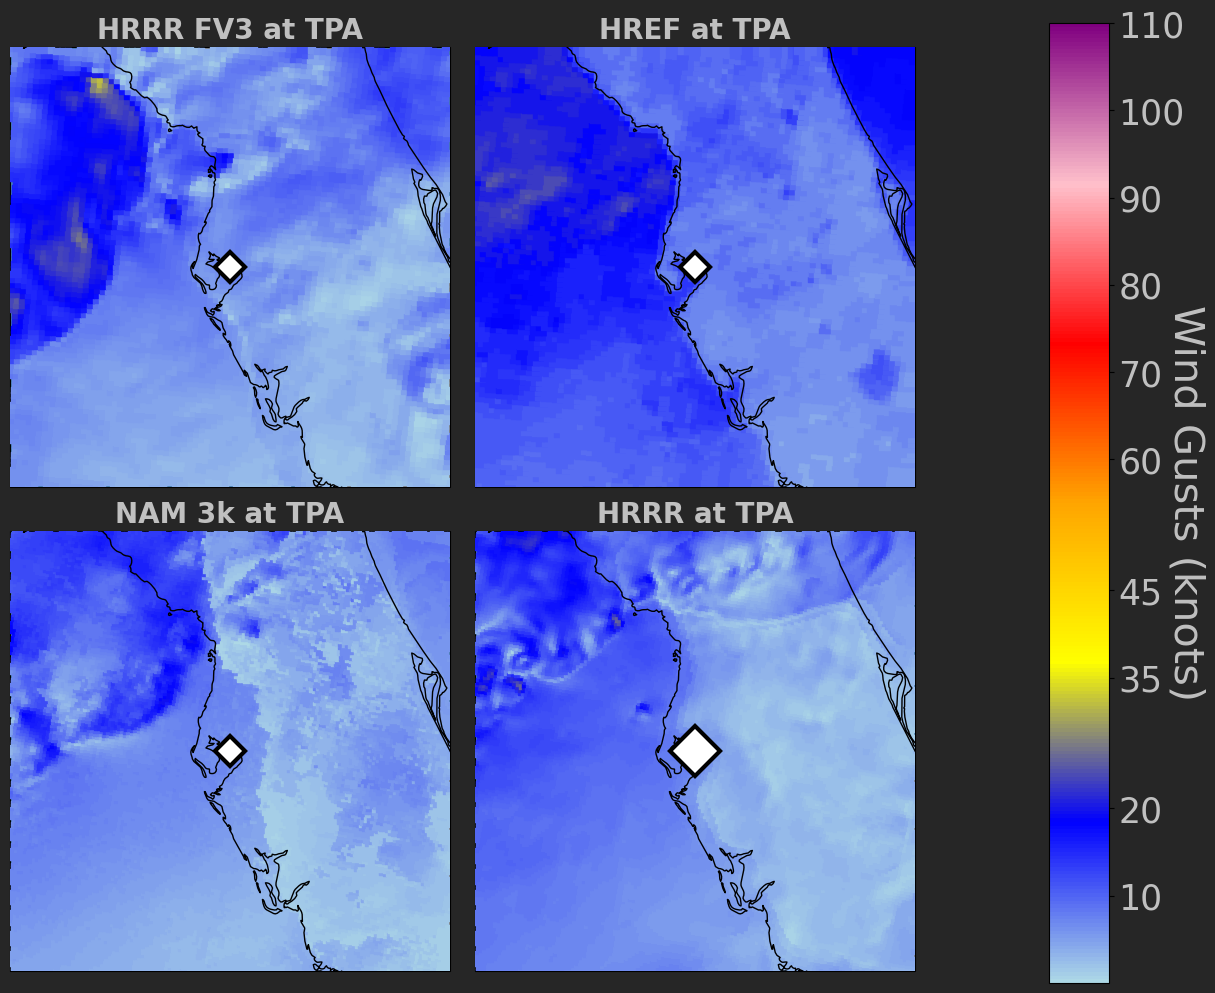 HRRR FV3 at TPA
HREF at TPA
NAM 3k at TPA
HRRR at TPA
110
100
90
80
70
60
45
35
20
10
Wind Gusts (knots)